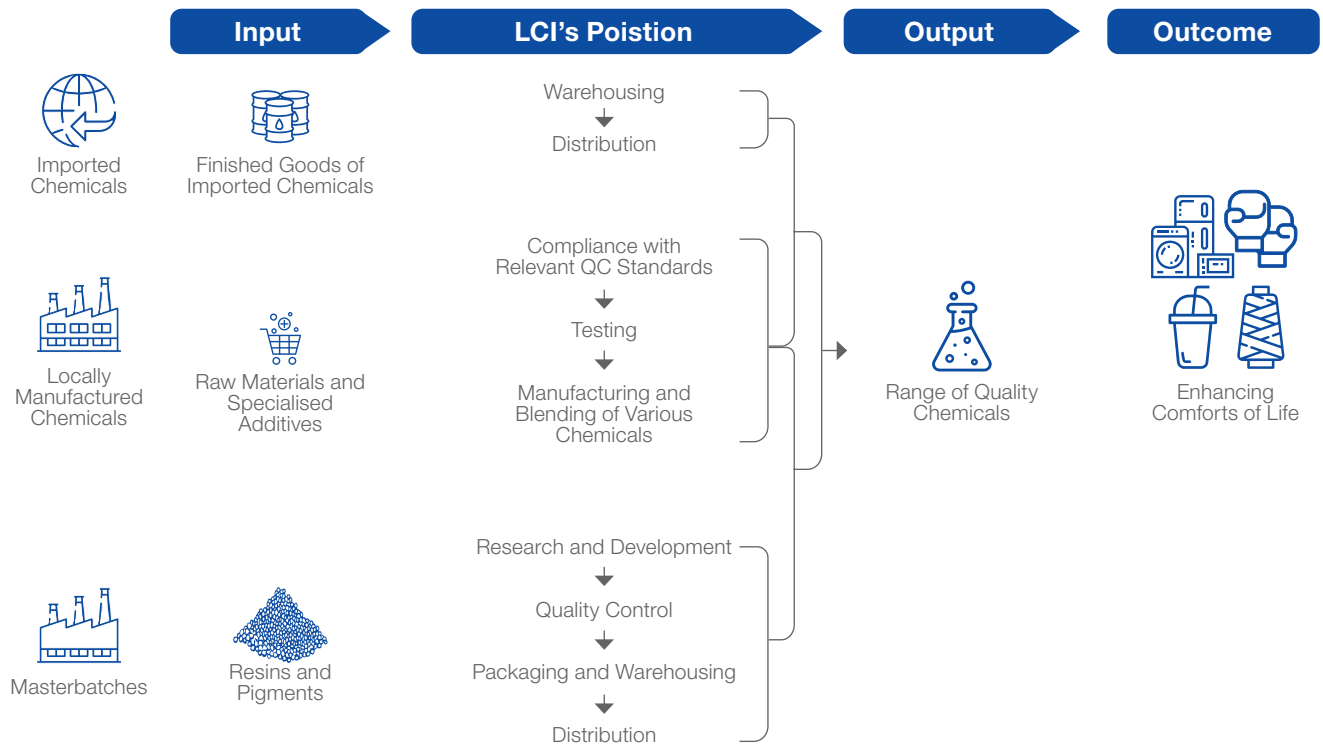 Input
LCI's Poistion
Output
Outcome
Imported
Chemicals
Finished Goods of
Imported Chemicals
Warehousing
Distribution
Locally
Manufactured
Chemicals
Raw Materials and
Specialised
Additives
Compliance with
Relevant QC Standards
Testing
Manufacturing and
Blending of Various
Chemicals
Range of Quality
Chemicals
Enhancing
Comforts of Life
Masterbatches
Resins and
Pigments
Research and Development
Quality Control
Packaging and Warehousing
Distribution